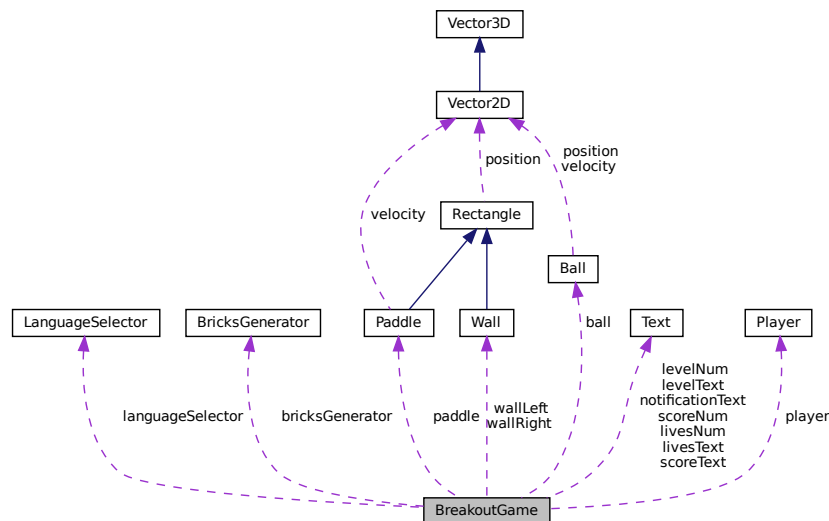 Vector3D
Vector2D
position
position
velocity
velocity
Rectangle
Ball
LanguageSelector
BricksGenerator
Paddle
Wall
Text
Player
ball
levelNum
levelText
notificationText
scoreNum
livesNum
livesText
scoreText
languageSelector
bricksGenerator
paddle
wallLeft
wallRight
player
BreakoutGame